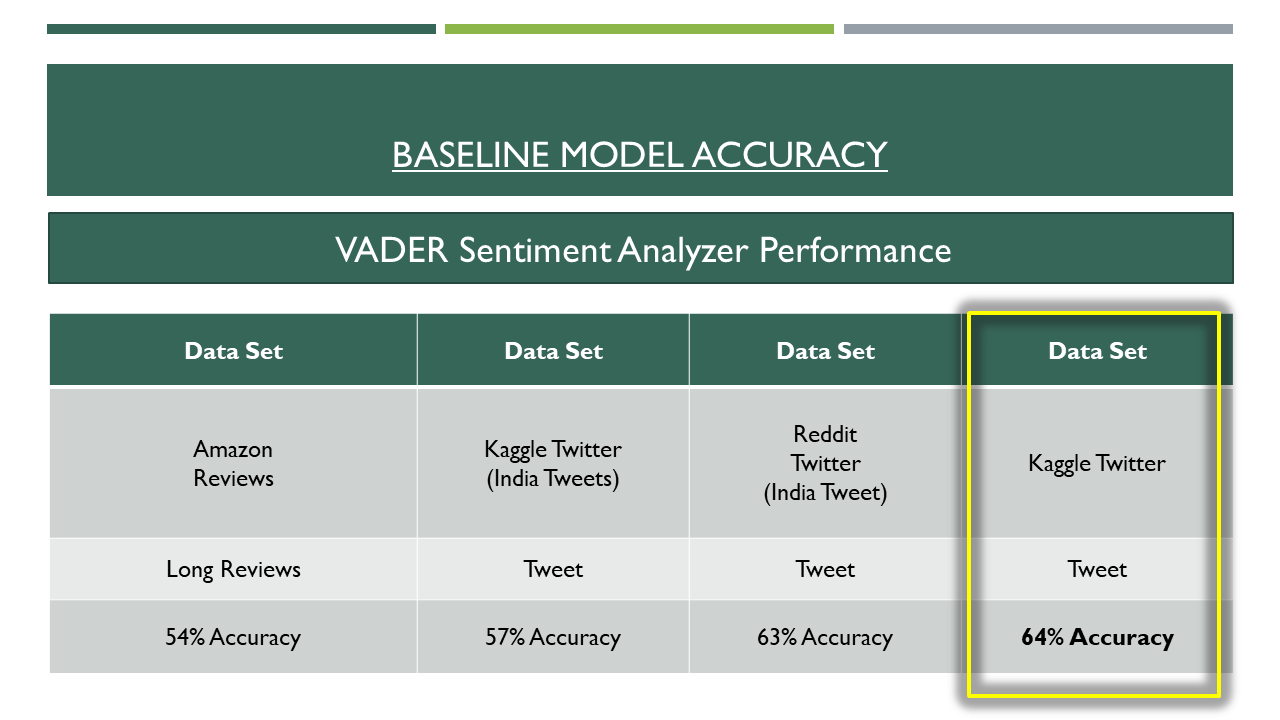 BASELINE MODEL ACCURACY
VADER Sentiment Analyzer Performance
Data Set
Data Set
Data Set
Data Set
Amazon
Reviews
Kaggle Twitter
(India Tweets)
Reddit
Twitter
(India Tweet)
Kaggle Twitter
Long Reviews
Tweet
Tweet
Tweet
54% Accuracy
57% Accuracy
63% Accuracy
64% Accuracy